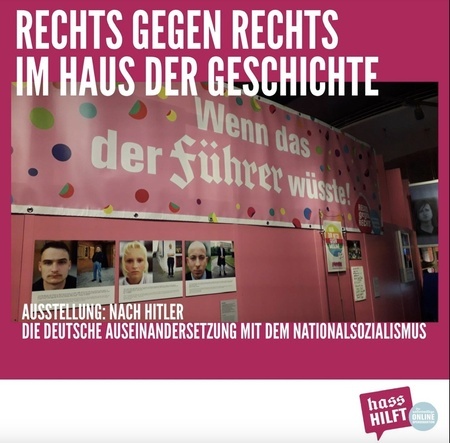 RECHTS GEGEN RECHTS
IM HAUS DER GESCHICHTE
Wenn das
der Führer wüsste!
AUSSTELLUNG: NACH HITLER
DIE DEUTSCHE AUSEINANDERSETZUNG MIT DEM NATIONALSOZIALISMUS
hass
HILFT
ONLINE